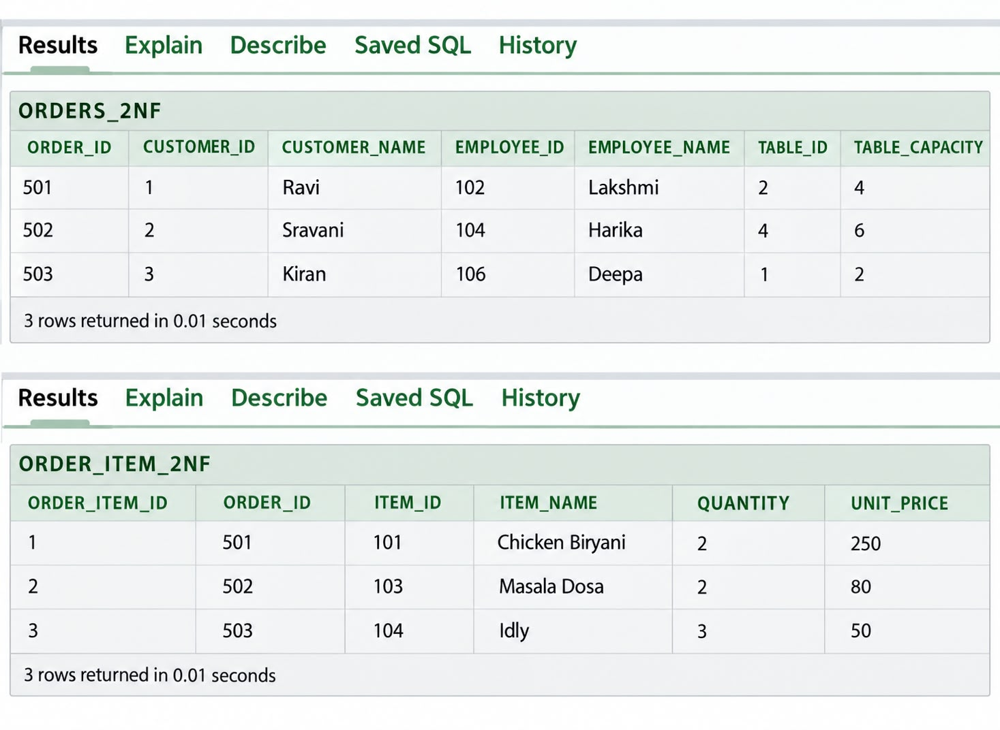 Results Explain Describe Saved SQL History
ORDERS_2NF
ORDER_ID CUSTOMER_ID CUSTOMER_NAME EMPLOYEE_ID EMPLOYEE_NAME TABLE_ID TABLE_CAPACITY
501 1 Ravi 102 Lakshmi 2 4
502 2 Sravani 104 Harika 4 6
503 3 Kiran 106 Deepa 1 2
3 rows returned in 0.01 seconds
Results Explain Describe Saved SQL History
ORDER_ITEM_2NF
ORDER_ITEM_ID ORDER_ID ITEM_ID ITEM_NAME QUANTITY UNIT_PRICE
1 501 101 Chicken Biryani 2 250
2 502 103 Masala Dosa 2 80
3 503 104 Idly 3 50
3 rows returned in 0.01 seconds